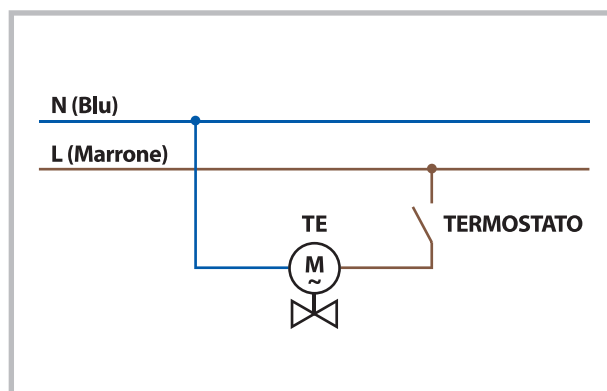 N (Blu)
L (Marrone)
TE
TERMOSTATO
M
~